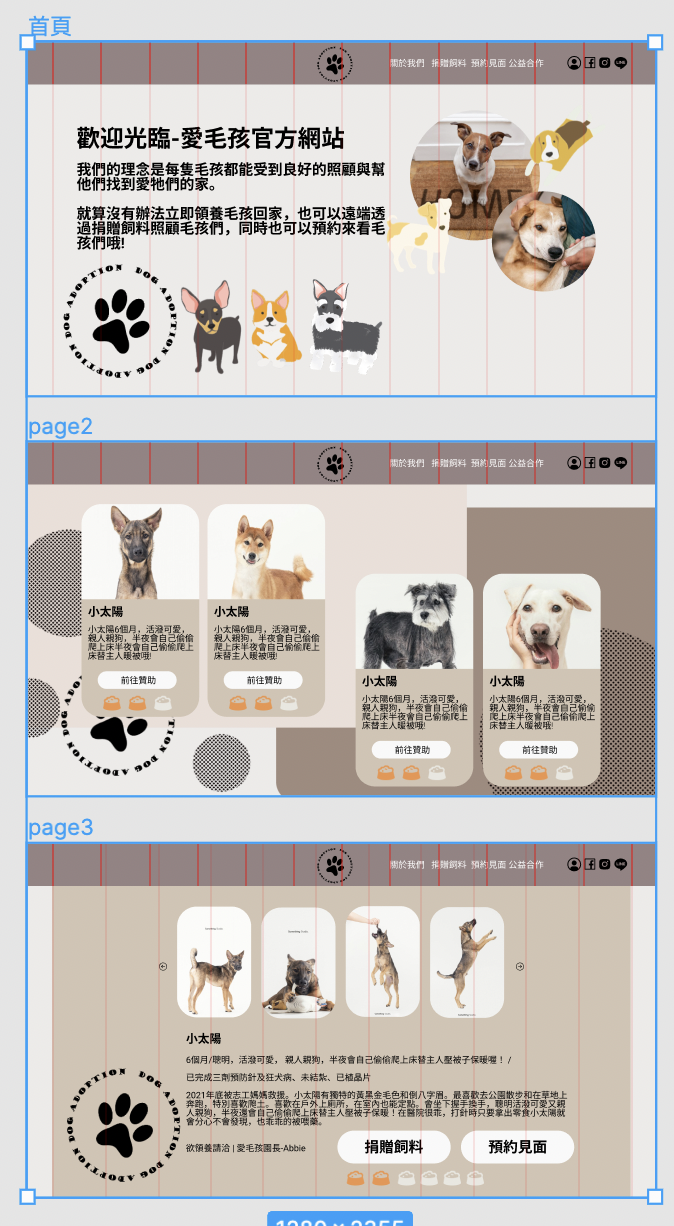 首頁
關於我們 捐贈飼料 預約見面 公益合作
LINE
歡迎光臨-愛毛孩官方網站
我們的理念是每隻毛孩都能受到良好的照顧與幫
他們找到愛牠們的家。
就算沒有辦法立即領養毛孩回家，也可以遠端透
過捐贈飼料照顧毛孩們，同時也可以預約來看毛
孩們哦!
HOME
DOG ADOPTION DOG ADOPTION DOG ADOPTION
page2
關於我們 捐贈飼料 預約見面 公益合作
LINE
小太陽
小太陽6個月，活潑可愛，
親人親狗，半夜會自己偷偷
爬上床半夜會自己偷偷爬上
床替主人暖被哦!
前往贊助
小太陽
小太陽6個月，活潑可愛，
親人親狗，半夜會自己偷偷
爬上床半夜會自己偷偷爬上
床替主人暖被哦!
前往贊助
小太陽
小太陽6個月，活潑可愛，
親人親狗，半夜會自己偷偷
爬上床半夜會自己偷偷爬上
床替主人暖被哦!
前往贊助
小太陽
小太陽6個月，活潑可愛，
親人親狗，半夜會自己偷偷
爬上床半夜會自己偷偷爬上
床替主人暖被哦!
前往贊助
page3
關於我們 捐贈飼料 預約見面 公益合作
LINE
小太陽
6個月/聰明，活潑可愛， 親人親狗，半夜會自己偷偷爬上床替主人壓被子保暖喔！ /
已完成三劑預防針及狂犬病、未結紮、已植晶片
2021年底被志工媽媽救援。小太陽有獨特的黃黑金毛色和倒八字眉。最喜歡去公園散步和在草地上
奔跑，特別喜歡爬土。喜歡在戶外上廁所，在室內也能定點。會坐下握手換手，聰明活潑可愛又親
人親狗，半夜還會自己偷偷爬上床替主人壓被子保暖！在醫院很乖，打針時只要拿出零食小太陽就
會分心不會發現，也乖乖的被喂藥。
欲領養請洽 | 愛毛孩園長-Abbie
捐贈飼料
預約見面
DOG ADOPTION DOG ADOPTION DOG ADOPTION